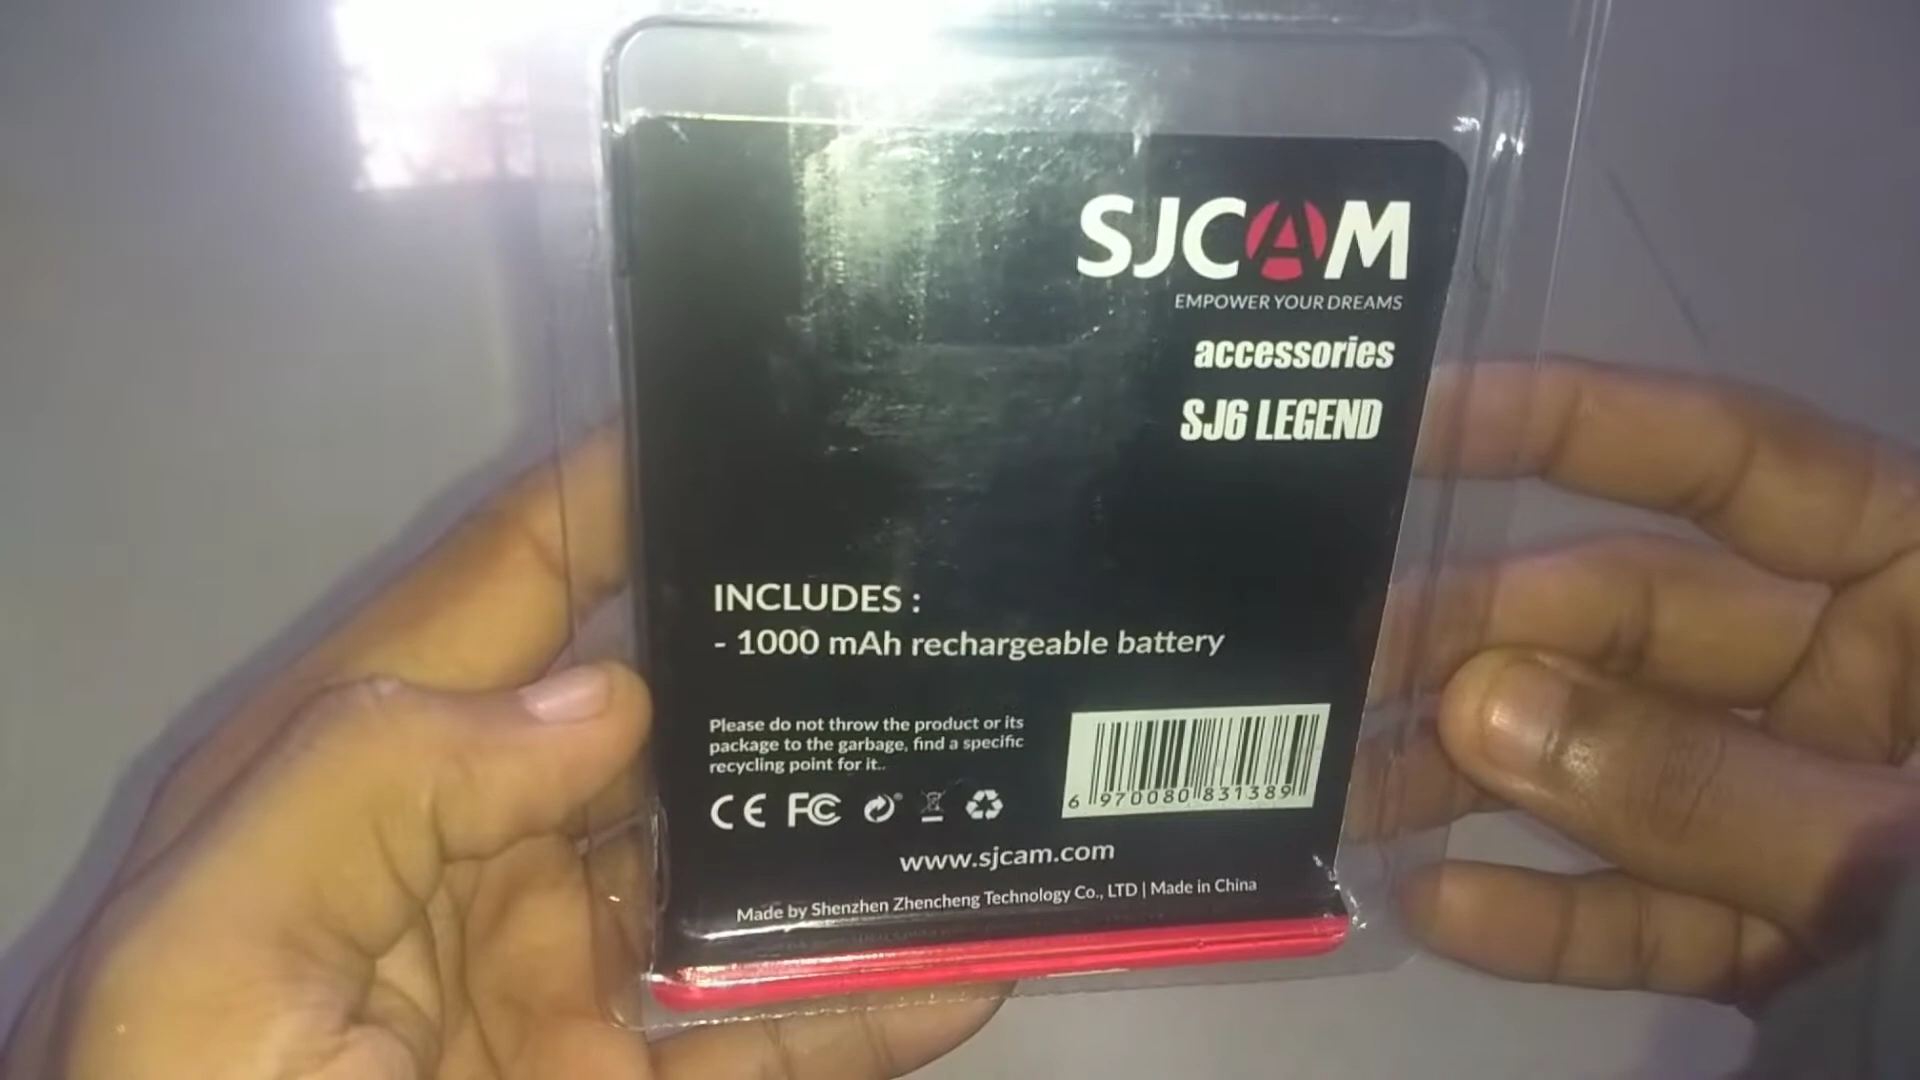 SJCAM
EMPOWER YOUR DREAMS
accessories
SJ6 LEGEND
INCLUDES :
- 1000 mAh rechargeable battery
Please do not throw the product or its
package to the garbage, find a specific
recycling point for it..
CE FC
6 970080 831389
www.sjcam.com
Made by Shenzhen Zhencheng Technology Co., LTD | Made in China